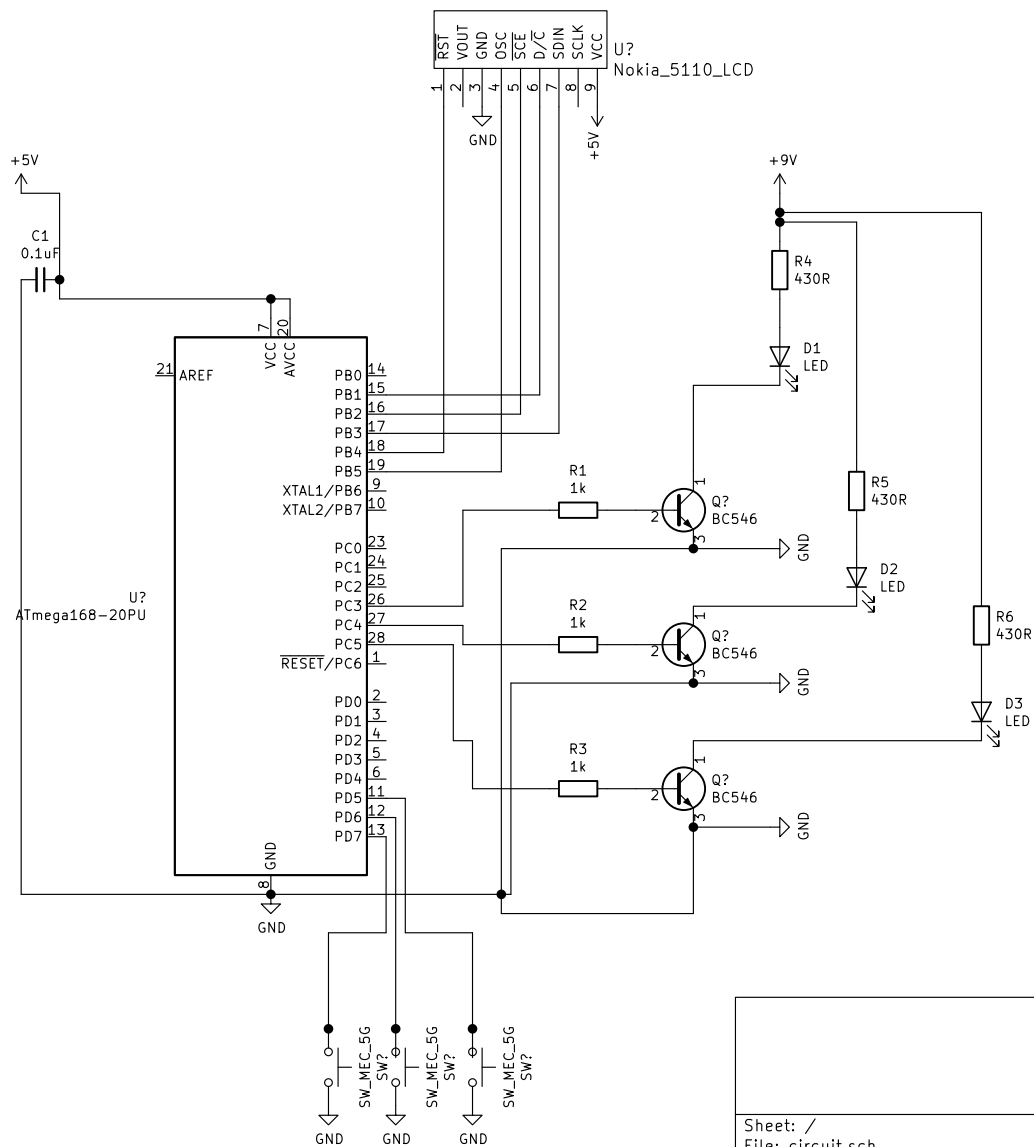 RST
VOUT
GND
OSC
SCE
D/C
SDIN
SCLK
VCC
1
2
3
4
5
6
7
8
9
U?
Nokia_5110_LCD
GND
+5V
+5V
C1
0.1uF
+9V
R4
430R
D1
LED
R5
430R
D2
LED
R6
430R
D3
LED
7
20
VCC
AVCC
21 AREF
PB0 14
PB1 15
PB2 16
PB3 17
PB4 18
PB5 19
XTAL1/PB6 9
XTAL2/PB7 10
PC0 23
PC1 24
PC2 25
PC3 26
PC4 27
PC5 28
RESET/PC6 1
PD0 2
PD1 3
PD2 4
PD3 5
PD4 6
PD5 11
PD6 12
PD7 13
U?
ATmega168-20PU
GND
8
GND
R1
1k
1
2
3
Q?
BC546
GND
R2
1k
1
2
3
Q?
BC546
GND
R3
1k
1
2
3
Q?
BC546
GND
SW_MEC_5G
SW?
SW_MEC_5G
SW?
SW_MEC_5G
SW?
GND
GND
GND
Sheet: /
File: circuit.sch